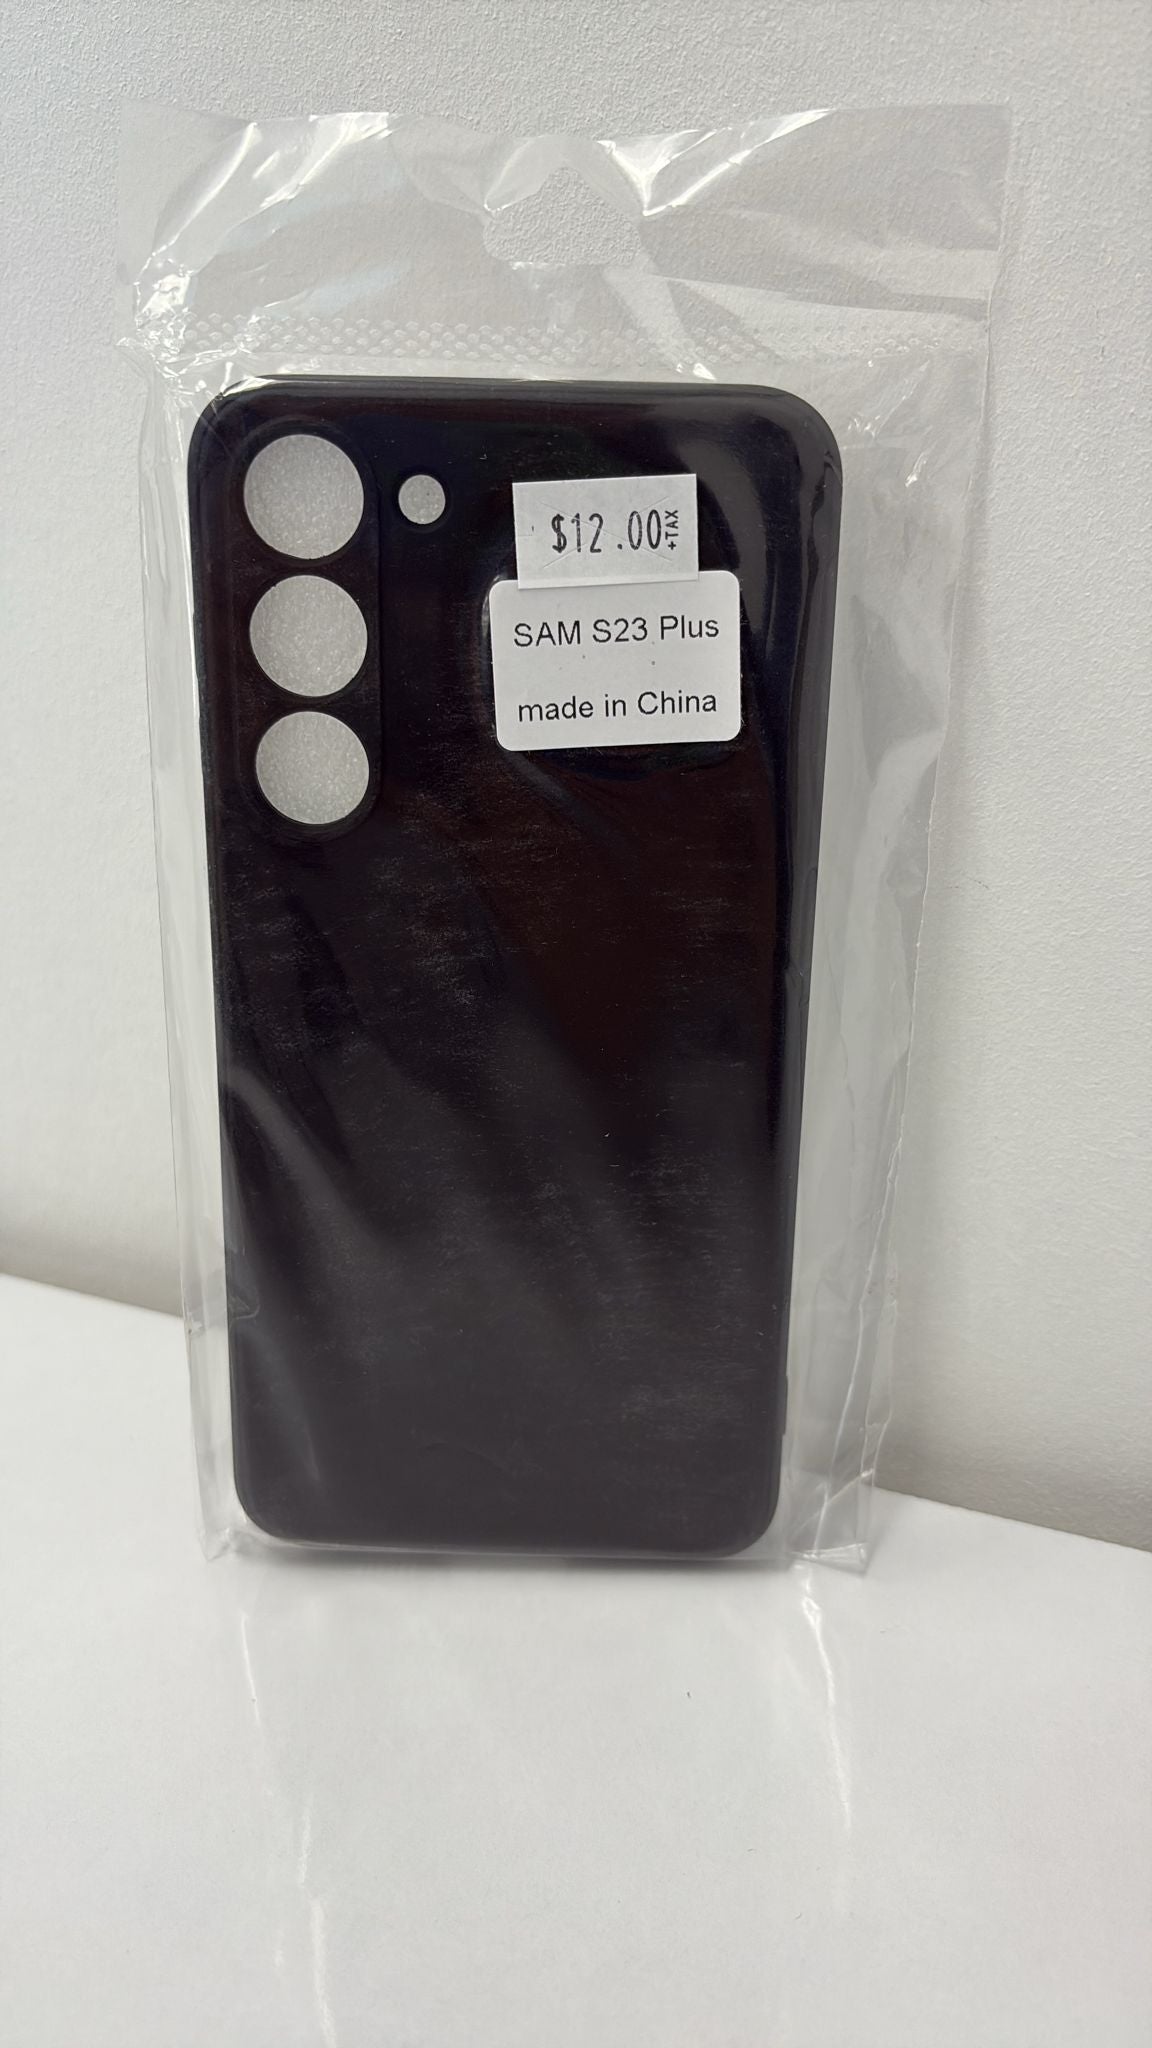 $12.00 +TAX
SAM S23 Plus
made in China